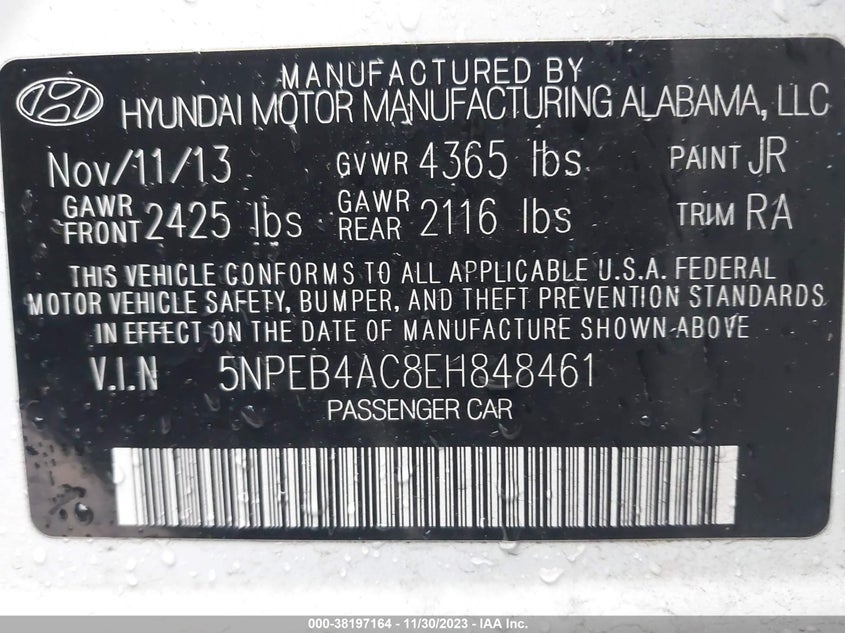 MANUFACTURED BY
HYUNDAI MOTOR MANUFACTURING ALABAMA, LLC
Nov/11/13 GVWR 4365 lbs PAINT JR
GAWR FRONT 2425 lbs GAWR REAR 2116 lbs TRIM RA
THIS VEHICLE CONFORMS TO ALL APPLICABLE U.S.A. FEDERAL
MOTOR VEHICLE SAFETY, BUMPER, AND THEFT PREVENTION STANDARDS
IN EFFECT ON THE DATE OF MANUFACTURE SHOWN ABOVE
V.I.N 5NPEB4AC8EH848461
PASSENGER CAR
000-38197164 - 11/30/2023 - IAA Inc.